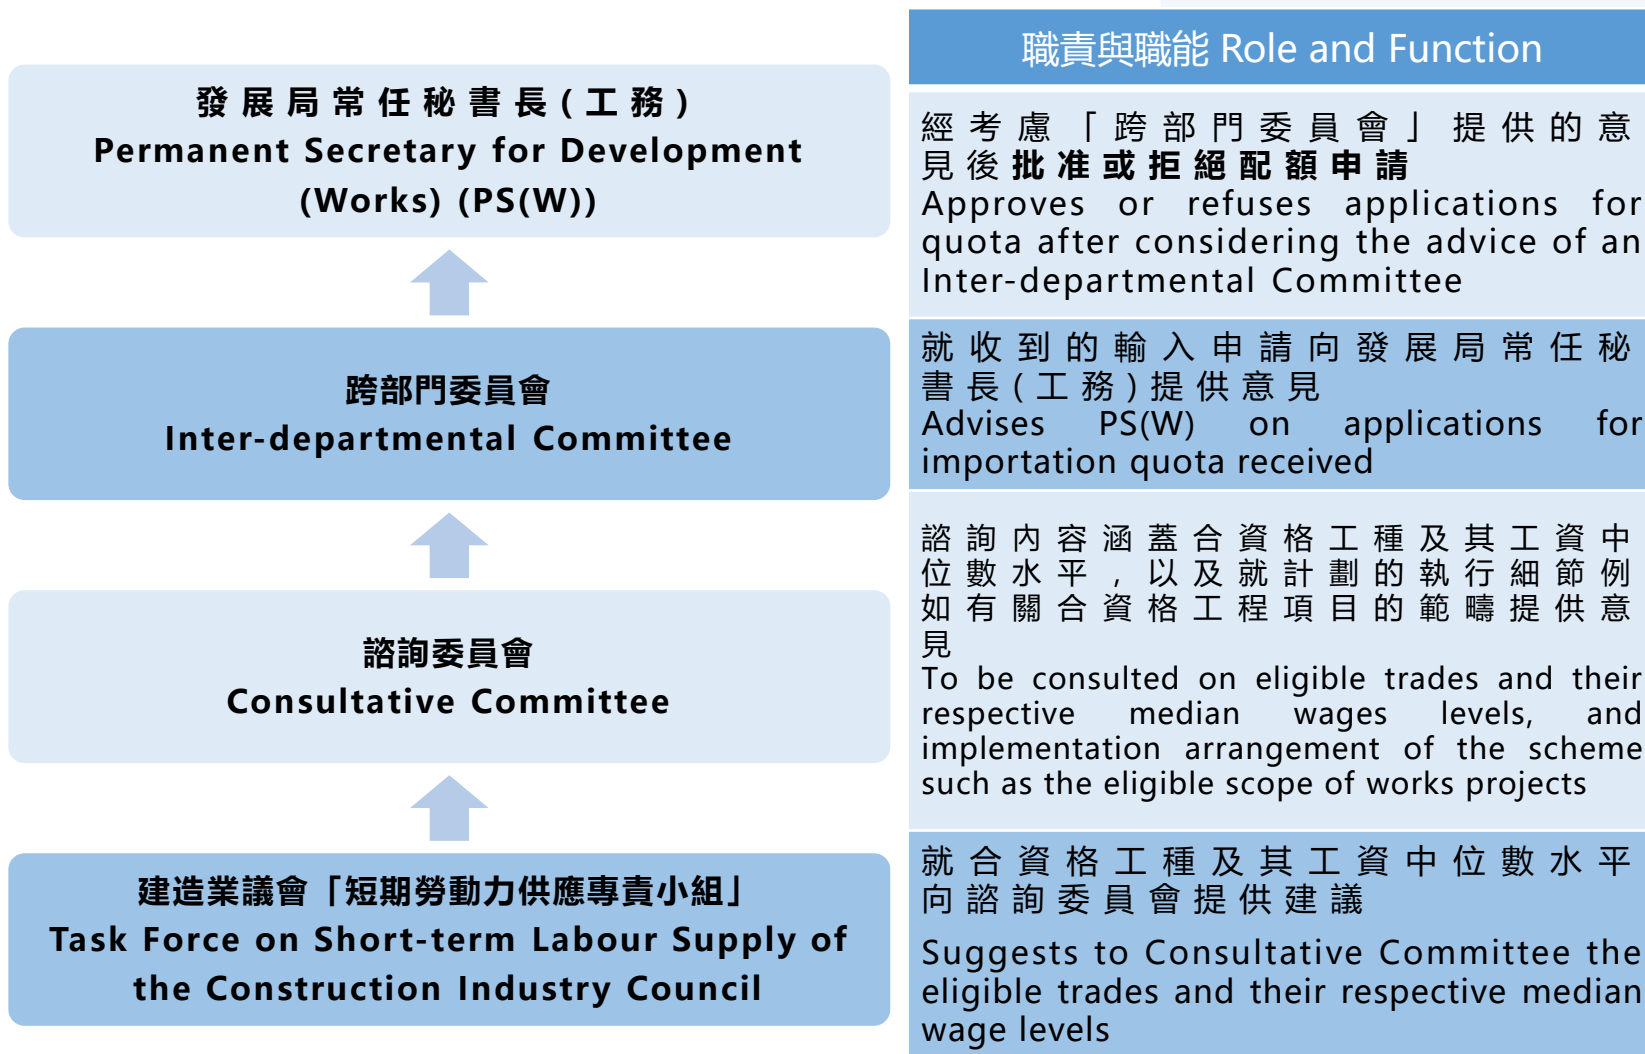 職責與職能 Role and Function
發展局常任秘書長(工務)
Permanent Secretary for Development
(Works) (PS(W))
經考慮「跨部門委員會」提供的意
見後批准或拒絕配額申請
Approves or refuses applications for
quota after considering the advice of an
Inter-departmental Committee
跨部門委員會
Inter-departmental Committee
就收到的輸入申請向發展局常任秘
書長(工務)提供意見
Advises PS(W) on applications for
importation quota received
諮詢委員會
Consultative Committee
諮詢內容涵蓋合資格工種及其工資中
位數水平，以及就計劃的執行細節例
如有關合資格工程項目的範疇提供意
見
To be consulted on eligible trades and their
respective median wages levels, and
implementation arrangement of the scheme
such as the eligible scope of works projects
建造業議會「短期勞動力供應專責小組」
Task Force on Short-term Labour Supply of
the Construction Industry Council
就合資格工種及其工資中位數水平
向諮詢委員會提供建議
Suggests to Consultative Committee the
eligible trades and their respective median
wage levels